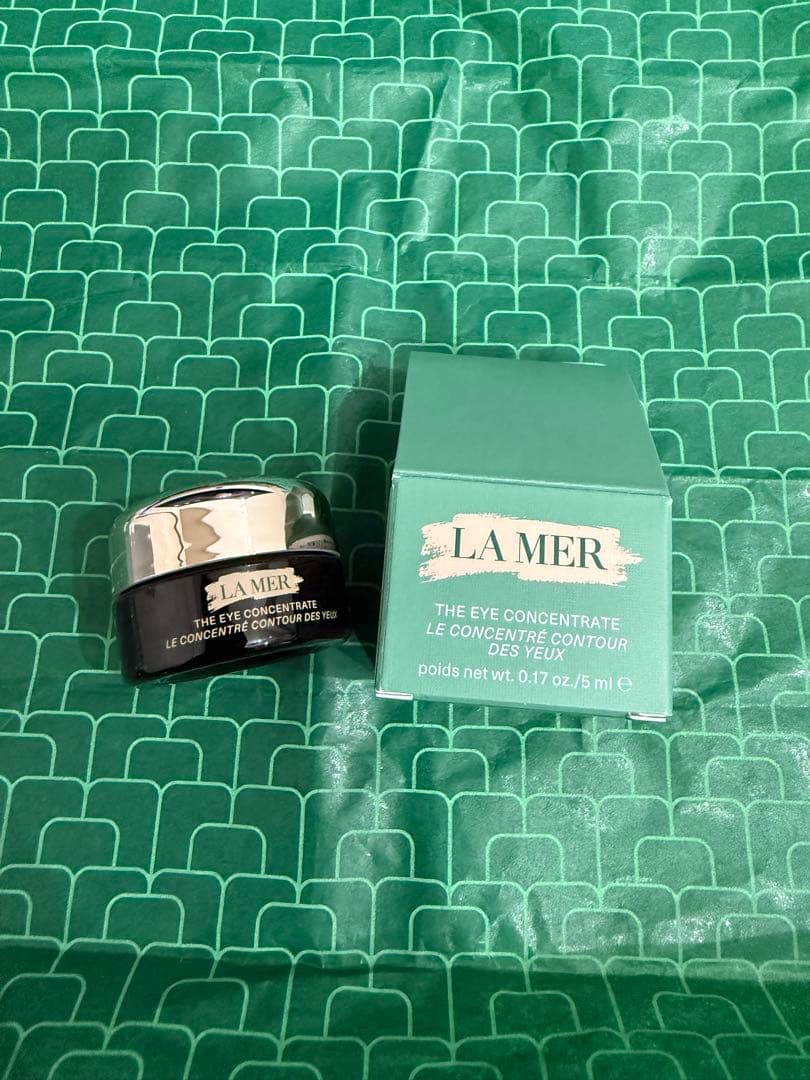 LA MER
THE EYE CONCENTRATE
LE CONCENTRÉ CONTOUR DES YEUX
LA MER
THE EYE CONCENTRATE
LE CONCENTRÉ CONTOUR
DES YEUX
poids net wt. 0.17 oz./5 ml ℮